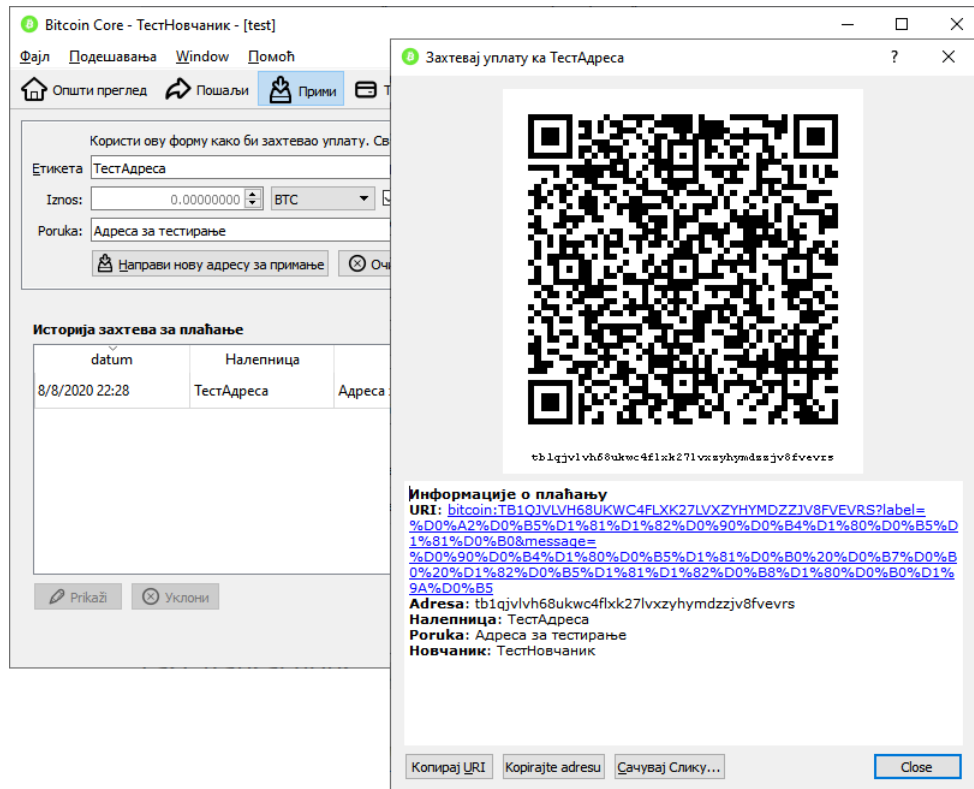 Bitcoin Core - ТестНовчаник - [test]
Фајл Подешавања Window Помоћ
Општи преглед Пошаљи Прими
Користи ову форму како би захтевао уплату.
Етикета ТестАдреса
Iznos: 0.00000000 BTC
Poruka: Адреса за тестирање
Направи нову адресу за примање
Историја захтева за плаћање
datum Налепница
8/8/2020 22:28 ТестАдреса Адреса
Prikaži Уклони
Захтевај уплату ка ТестАдреса
tb1qjvlvh68ukwc4flxk27lvxzyhymdzzjv8fvevrs
Информације о плаћању
URI: bitcoin:TB1QJVLVH68UKWC4FLXK27LVXZYHYMDZZJV8FVEVRS?label=
%D0%A2%D0%B5%D1%81%D1%82%D0%90%D0%B4%D1%80%D0%B5%D
1%81%D0%B0&message=
%D0%90%D0%B4%D1%80%D0%B5%D1%81%D0%B0%20%D0%B7%D0%B
0%20%D1%82%D0%B5%D1%81%D1%82%D0%B8%D1%80%D0%B0%D1%
9A%D0%B5
Adresa: tb1qjvlvh68ukwc4flxk27lvxzyhymdzzjv8fvevrs
Налепница: ТестАдреса
Poruka: Адреса за тестирање
Новчаник: ТестНовчаник
Копирај URI Kopirajte adresu Сачувај Слику... Close